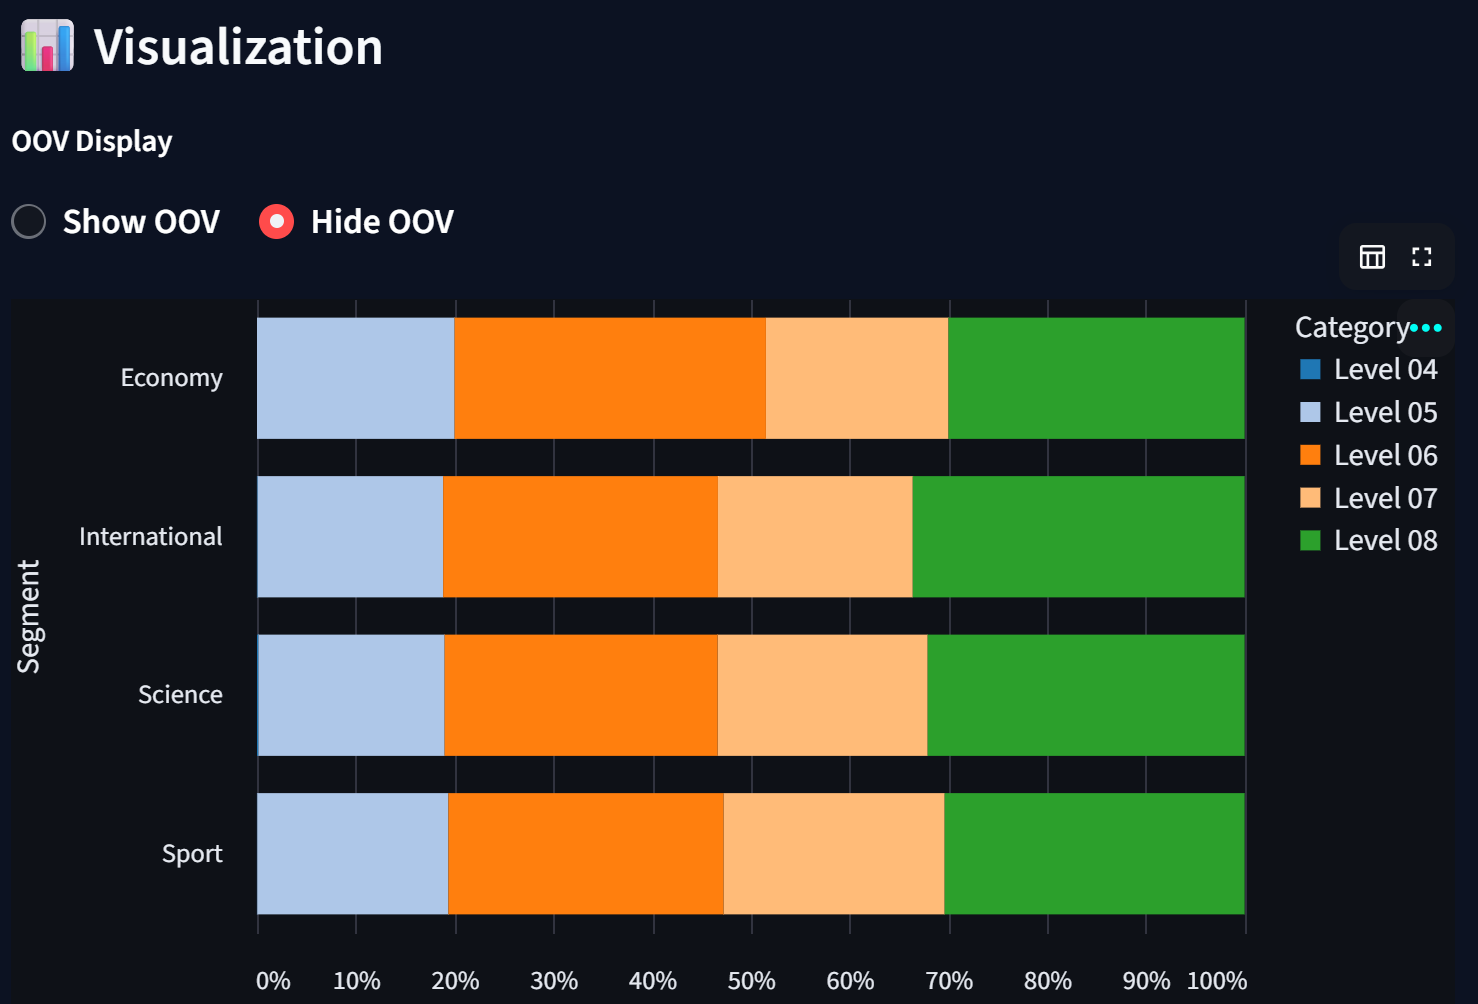 Visualization
OOV Display
Show OOV
Hide OOV
Category
Level 04
Level 05
Level 06
Level 07
Level 08
Segment
Economy
International
Science
Sport
0% 10% 20% 30% 40% 50% 60% 70% 80% 90% 100%